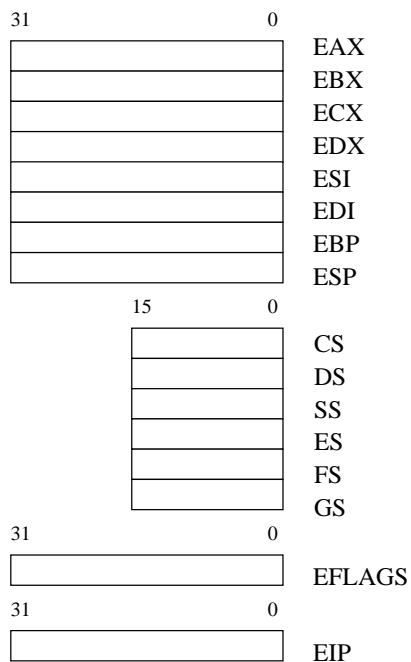 31 0
EAX
EBX
ECX
EDX
ESI
EDI
EBP
ESP
15 0
CS
DS
SS
ES
FS
GS
31 0
EFLAGS
31 0
EIP